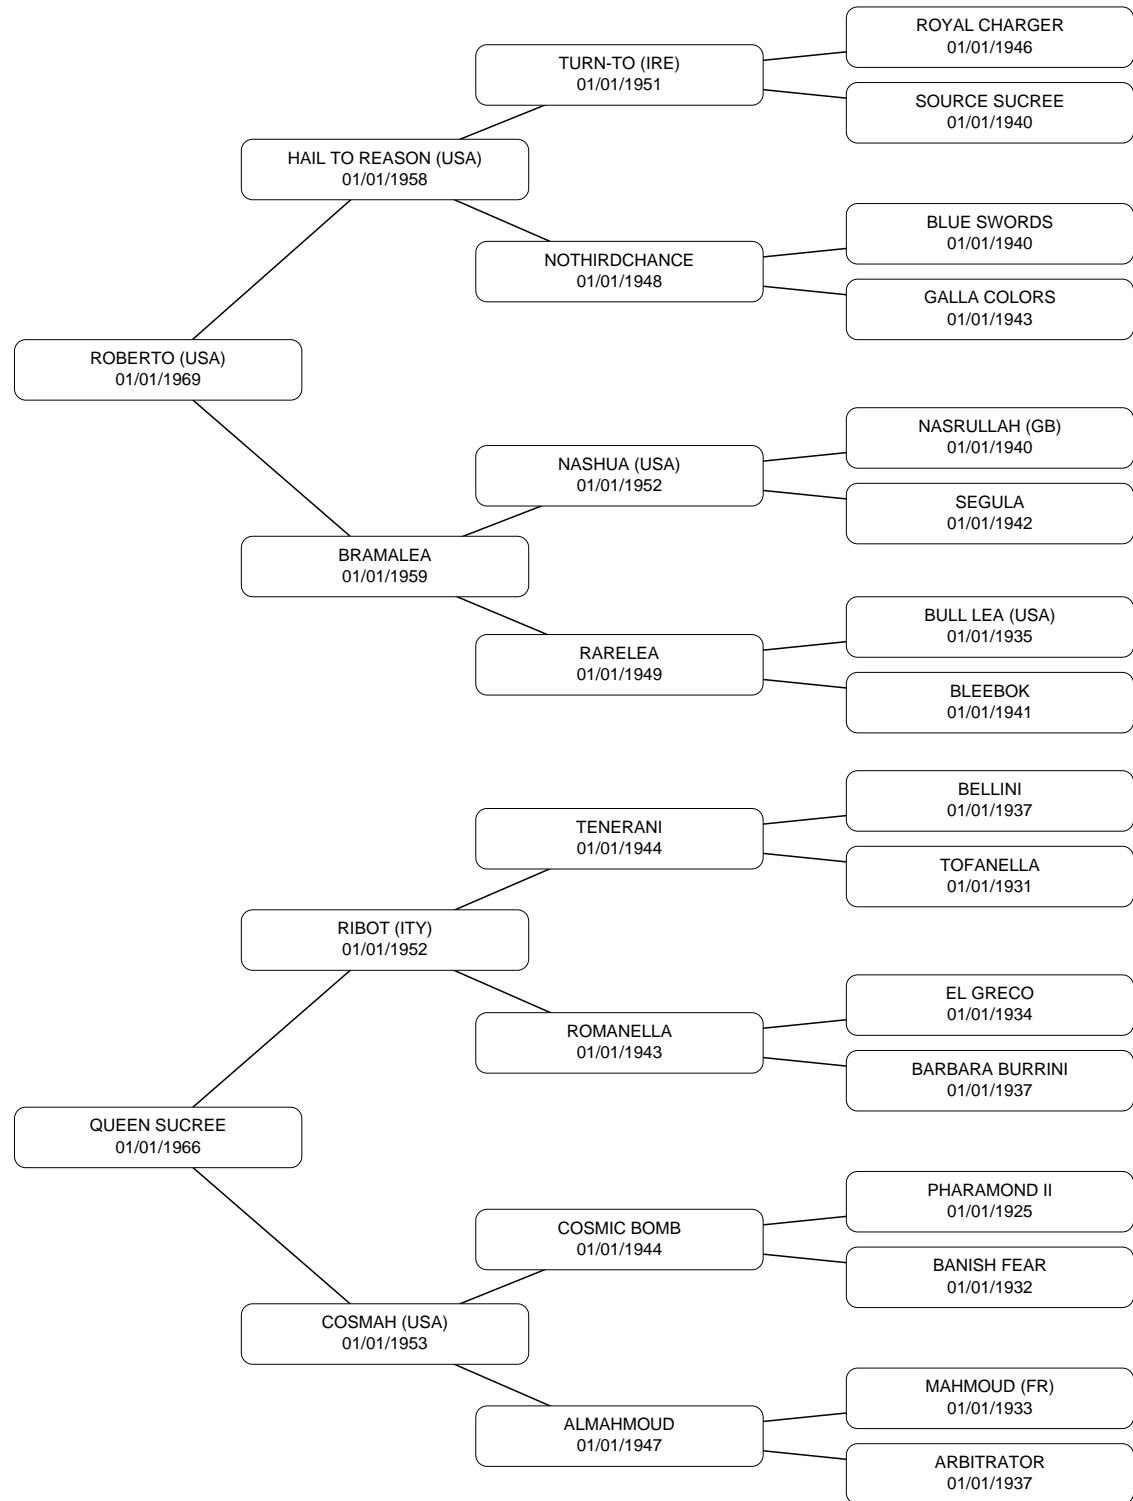 ROYAL CHARGER
01/01/1946
TURN-TO (IRE)
01/01/1951
SOURCE SUCREE
01/01/1940
HAIL TO REASON (USA)
01/01/1958
BLUE SWORDS
01/01/1940
NOTHIRDCHANCE
01/01/1948
GALLA COLORS
01/01/1943
ROBERTO (USA)
01/01/1969
NASRULLAH (GB)
01/01/1940
NASHUA (USA)
01/01/1952
SEGULA
01/01/1942
BRAMALEA
01/01/1959
BULL LEA (USA)
01/01/1935
RARELEA
01/01/1949
BLEEBOK
01/01/1941
BELLINI
01/01/1937
TENERANI
01/01/1944
TOFANELLA
01/01/1931
RIBOT (ITY)
01/01/1952
EL GRECO
01/01/1934
ROMANELLA
01/01/1943
BARBARA BURRINI
01/01/1937
QUEEN SUCREE
01/01/1966
PHARAMOND II
01/01/1925
COSMIC BOMB
01/01/1944
BANISH FEAR
01/01/1932
COSMAH (USA)
01/01/1953
MAHMOUD (FR)
01/01/1933
ALMAHMOUD
01/01/1947
ARBITRATOR
01/01/1937